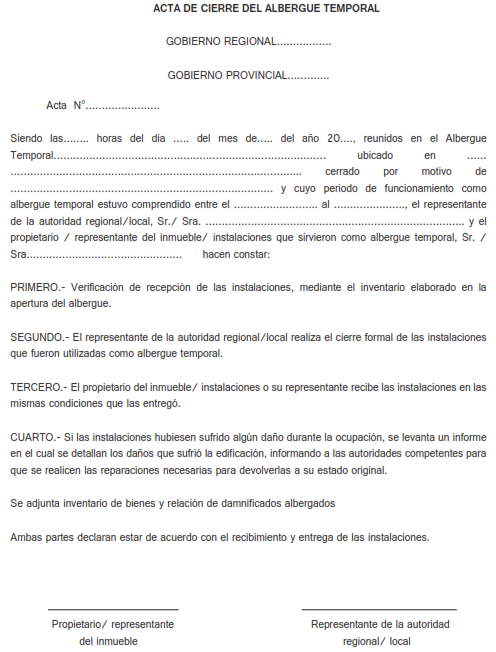 ACTA DE CIERRE DEL ALBERGUE TEMPORAL
GOBIERNO REGIONAL.................
GOBIERNO PROVINCIAL.............
Acta N°.......................
Siendo las........ horas del día ..... del mes de..... del año 20...., reunidos en el Albergue
Temporal.................................................................................... ubicado en ......
.......................................................................................... cerrado por motivo de
................................................................................. y cuyo periodo de funcionamiento como
albergue temporal estuvo comprendido entre el .......................... al ......................, el representante
de la autoridad regional/local, Sr./ Sra. ................................................................................ y el
propietario / representante del inmueble/ instalaciones que sirvieron como albergue temporal, Sr. /
Sra................................................ hacen constar:
PRIMERO.- Verificación de recepción de las instalaciones, mediante el inventario elaborado en la
apertura del albergue.
SEGUNDO.- El representante de la autoridad regional/local realiza el cierre formal de las instalaciones
que fueron utilizadas como albergue temporal.
TERCERO.- El propietario del inmueble/ instalaciones o su representante recibe las instalaciones en las
mismas condiciones que las entregó.
CUARTO.- Si las instalaciones hubiesen sufrido algún daño durante la ocupación, se levanta un informe
en el cual se detallan los daños que sufrió la edificación, informando a las autoridades competentes para
que se realicen las reparaciones necesarias para devolverlas a su estado original.
Se adjunta inventario de bienes y relación de damnificados albergados
Ambas partes declaran estar de acuerdo con el recibimiento y entrega de las instalaciones.
Propietario/ representante Representante de la autoridad
del inmueble regional/ local